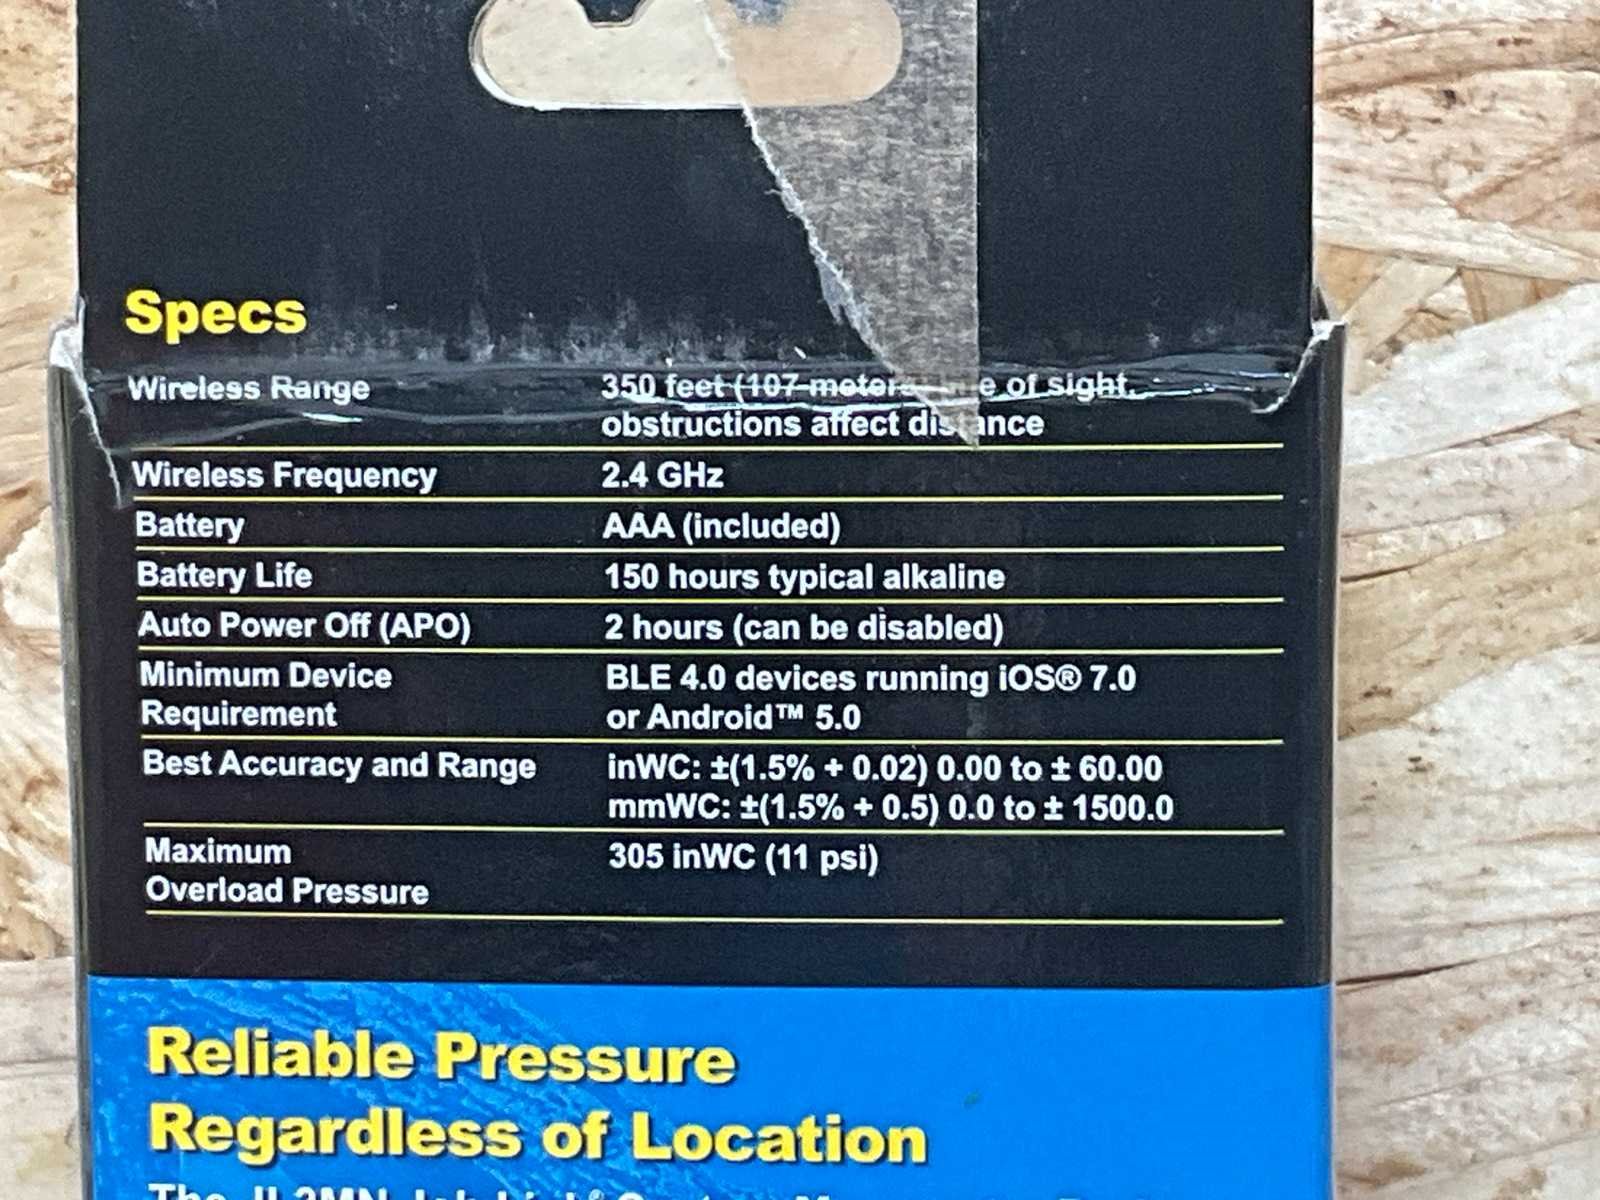 Specs
Wireless Range
350 feet (107 meters of sight,
obstructions affect distance
Wireless Frequency
2.4 GHz
Battery
AAA (included)
Battery Life
150 hours typical alkaline
Auto Power Off (APO)
2 hours (can be disabled)
Minimum Device
Requirement
BLE 4.0 devices running iOS® 7.0
or Android™ 5.0
Best Accuracy and Range
inWC: ±(1.5% + 0.02) 0.00 to ± 60.00
mmWC: ±(1.5% + 0.5) 0.0 to ± 1500.0
Maximum
Overload Pressure
305 inWC (11 psi)
Reliable Pressure
Regardless of Location
The